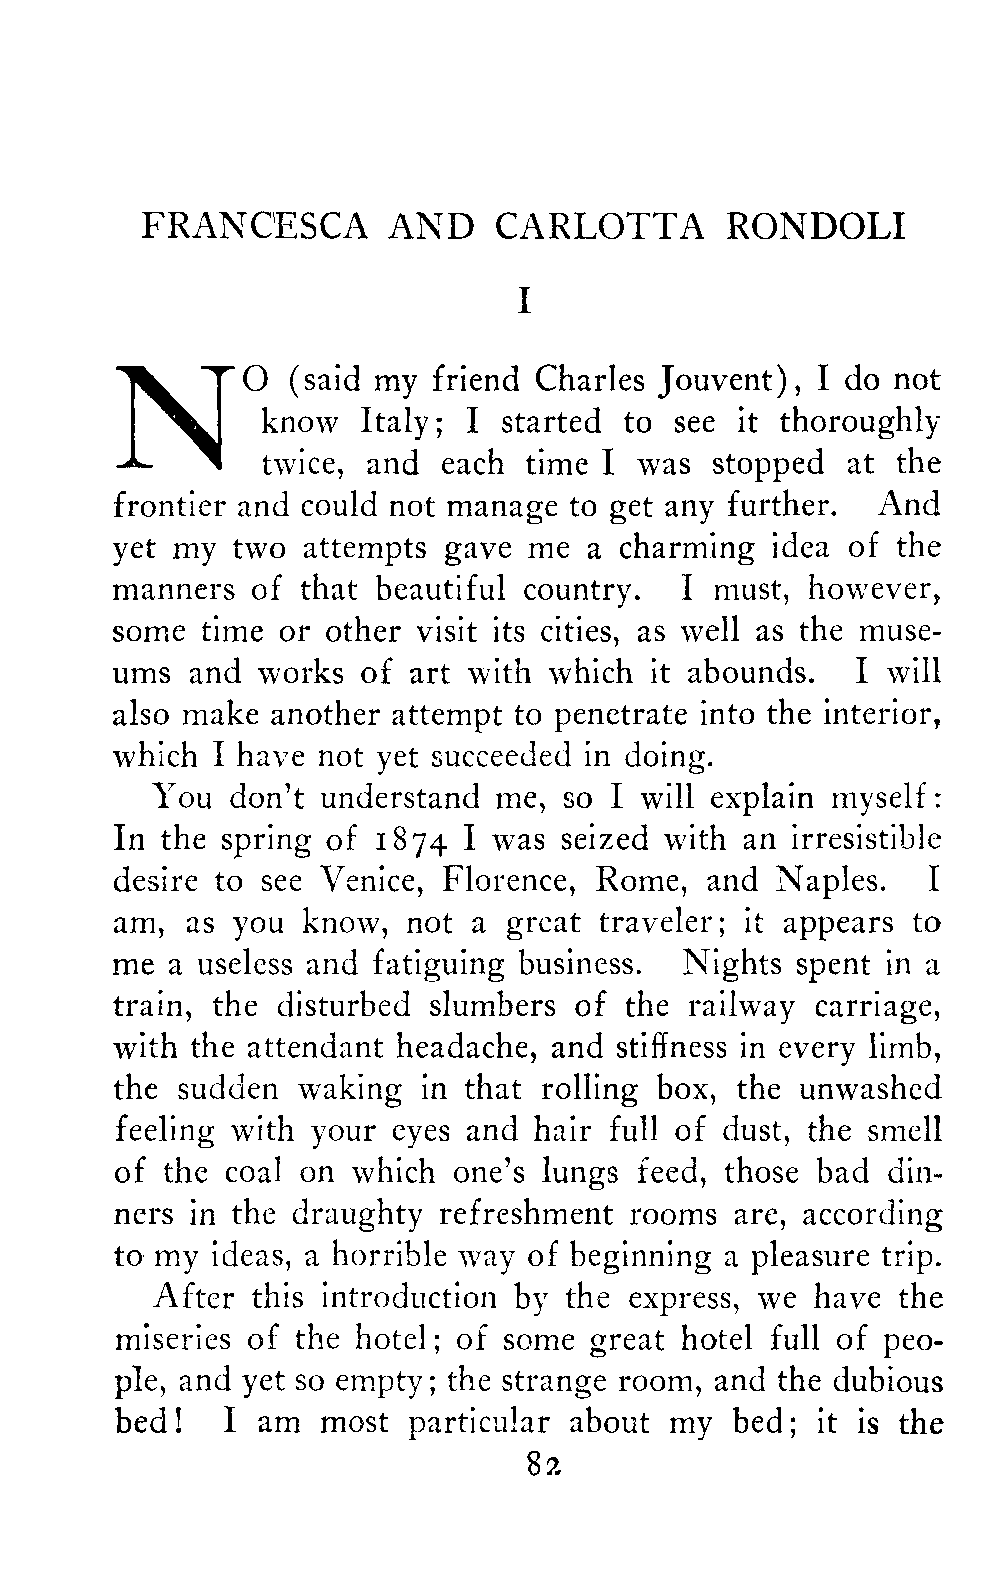 FRANCESCA AND CARLOTTA RONDOLI
I
NO (said my friend Charles Jouvent), I do not
know Italy; I started to see it thoroughly
twice, and each time I was stopped at the
frontier and could not manage to get any further. And
yet my two attempts gave me a charming idea of the
manners of that beautiful country. I must, however,
some time or other visit its cities, as well as the muse-
ums and works of art with which it abounds. I will
also make another attempt to penetrate into the interior,
which I have not yet succeeded in doing.
You don't understand me, so I will explain myself:
In the spring of 1874 I was seized with an irresistible
desire to see Venice, Florence, Rome, and Naples. I
am, as you know, not a great traveler; it appears to
me a useless and fatiguing business. Nights spent in a
train, the disturbed slumbers of the railway carriage,
with the attendant headache, and stiffness in every limb,
the sudden waking in that rolling box, the unwashed
feeling with your eyes and hair full of dust, the smell
of the coal on which one's lungs feed, those bad din-
ners in the draughty refreshment rooms are, according
to my ideas, a horrible way of beginning a pleasure trip.
After this introduction by the express, we have the
miseries of the hotel; of some great hotel full of peo-
ple, and yet so empty; the strange room, and the dubious
bed! I am most particular about my bed; it is the
82